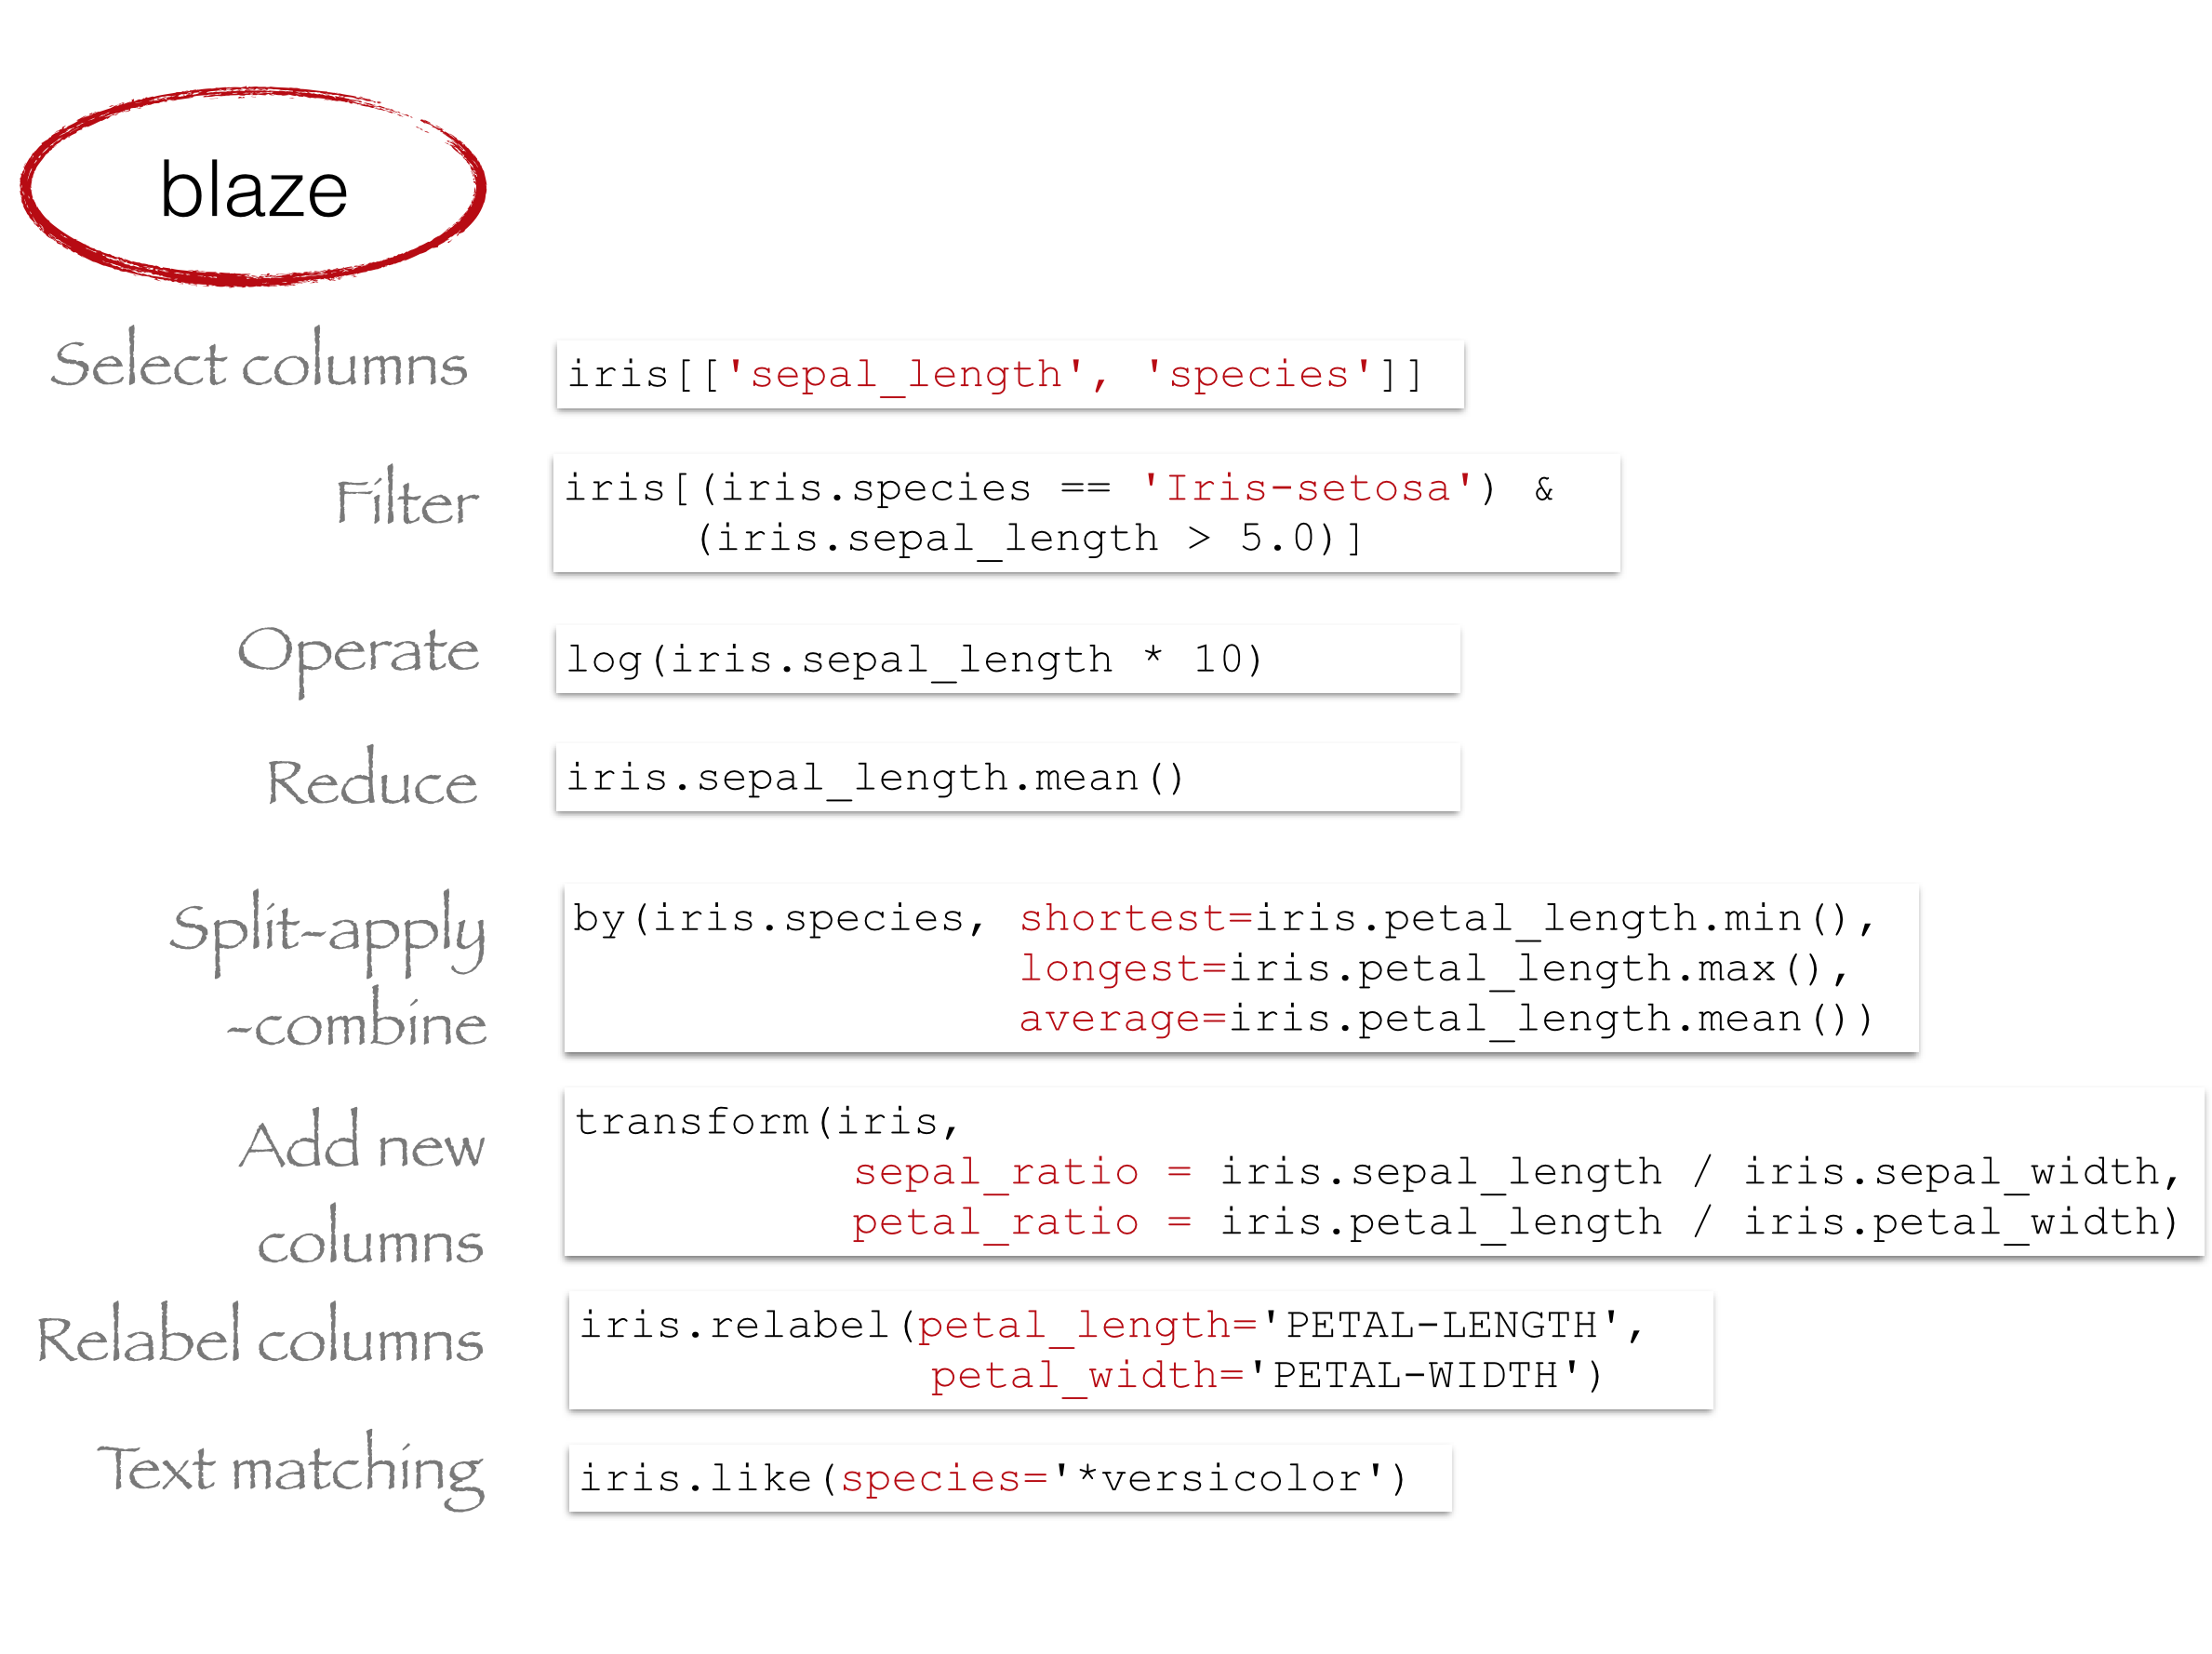 blaze
Select columns
iris[['sepal_length', 'species']]
Filter
iris[(iris.species == 'Iris-setosa') &
(iris.sepal_length > 5.0)]
Operate
log(iris.sepal_length * 10)
Reduce
iris.sepal_length.mean()
Split-apply
-combine
by(iris.species, shortest=iris.petal_length.min(),
longest=iris.petal_length.max(),
average=iris.petal_length.mean())
Add new
columns
transform(iris,
sepal_ratio = iris.sepal_length / iris.sepal_width,
petal_ratio = iris.petal_length / iris.petal_width)
Relabel columns
iris.relabel(petal_length='PETAL-LENGTH',
petal_width='PETAL-WIDTH')
Text matching
iris.like(species='*versicolor')